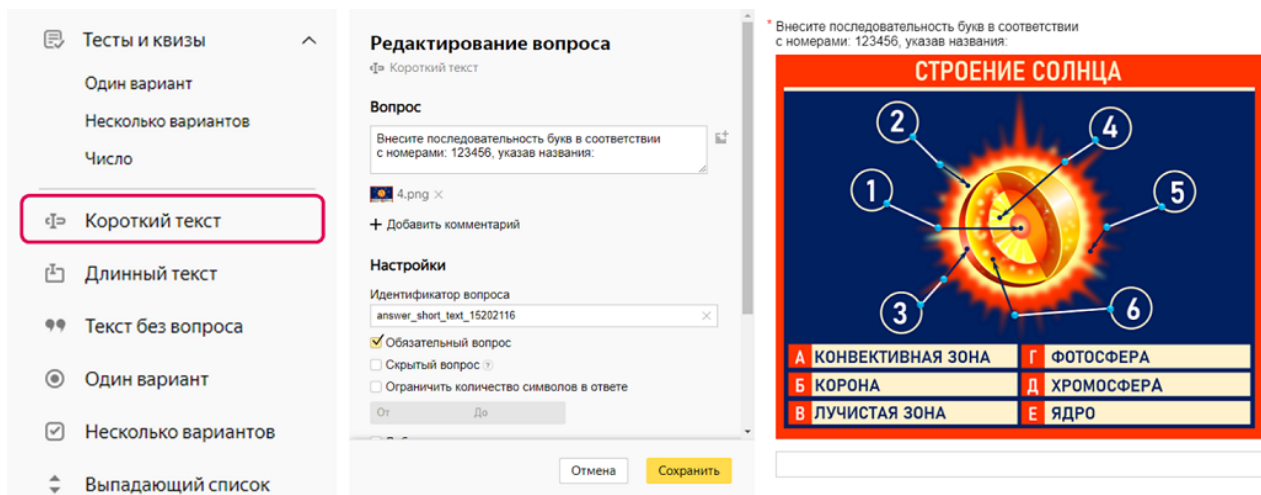 Тесты и квизы
Один вариант
Несколько вариантов
Число
Короткий текст
Длинный текст
Текст без вопроса
Один вариант
Несколько вариантов
Выпадающий список
Редактирование вопроса
Короткий текст
Вопрос
Внесите последовательность букв в соответствии
с номерами: 123456, указав названия:
4.png ×
+ Добавить комментарий
Настройки
Идентификатор вопроса
answer_short_text_15202116 ×
Обязательный вопрос
Скрытый вопрос ?
Ограничить количество символов в ответе
От До
Отмена Сохранить
* Внесите последовательность букв в соответствии
с номерами: 123456, указав названия:
СТРОЕНИЕ СОЛНЦА
2 4
1 5
3 6
А КОНВЕКТИВНАЯ ЗОНА Г ФОТОСФЕРА
Б КОРОНА Д ХРОМОСФЕРА
В ЛУЧИСТАЯ ЗОНА Е ЯДРО